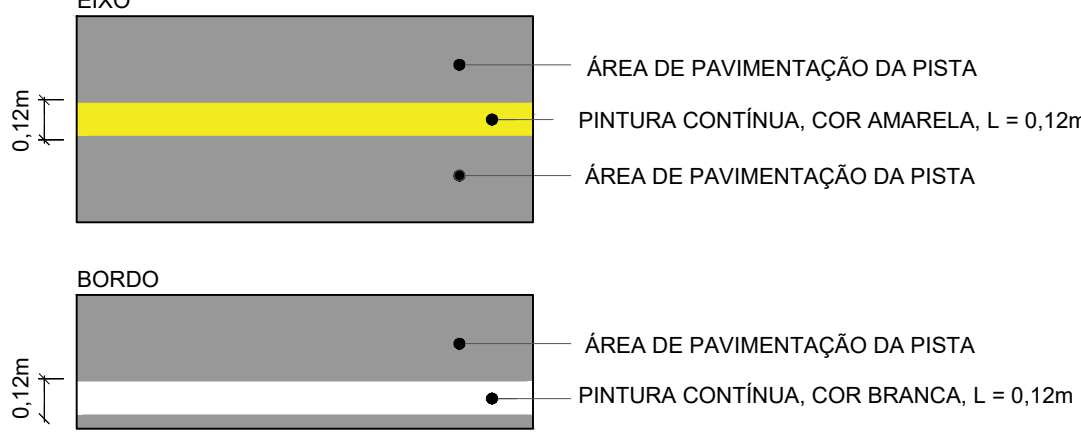 EIXO
ÁREA DE PAVIMENTAÇÃO DA PISTA
0,12m
PINTURA CONTÍNUA, COR AMARELA, L = 0,12m
ÁREA DE PAVIMENTAÇÃO DA PISTA
BORDO
ÁREA DE PAVIMENTAÇÃO DA PISTA
0,12m
PINTURA CONTÍNUA, COR BRANCA, L = 0,12m